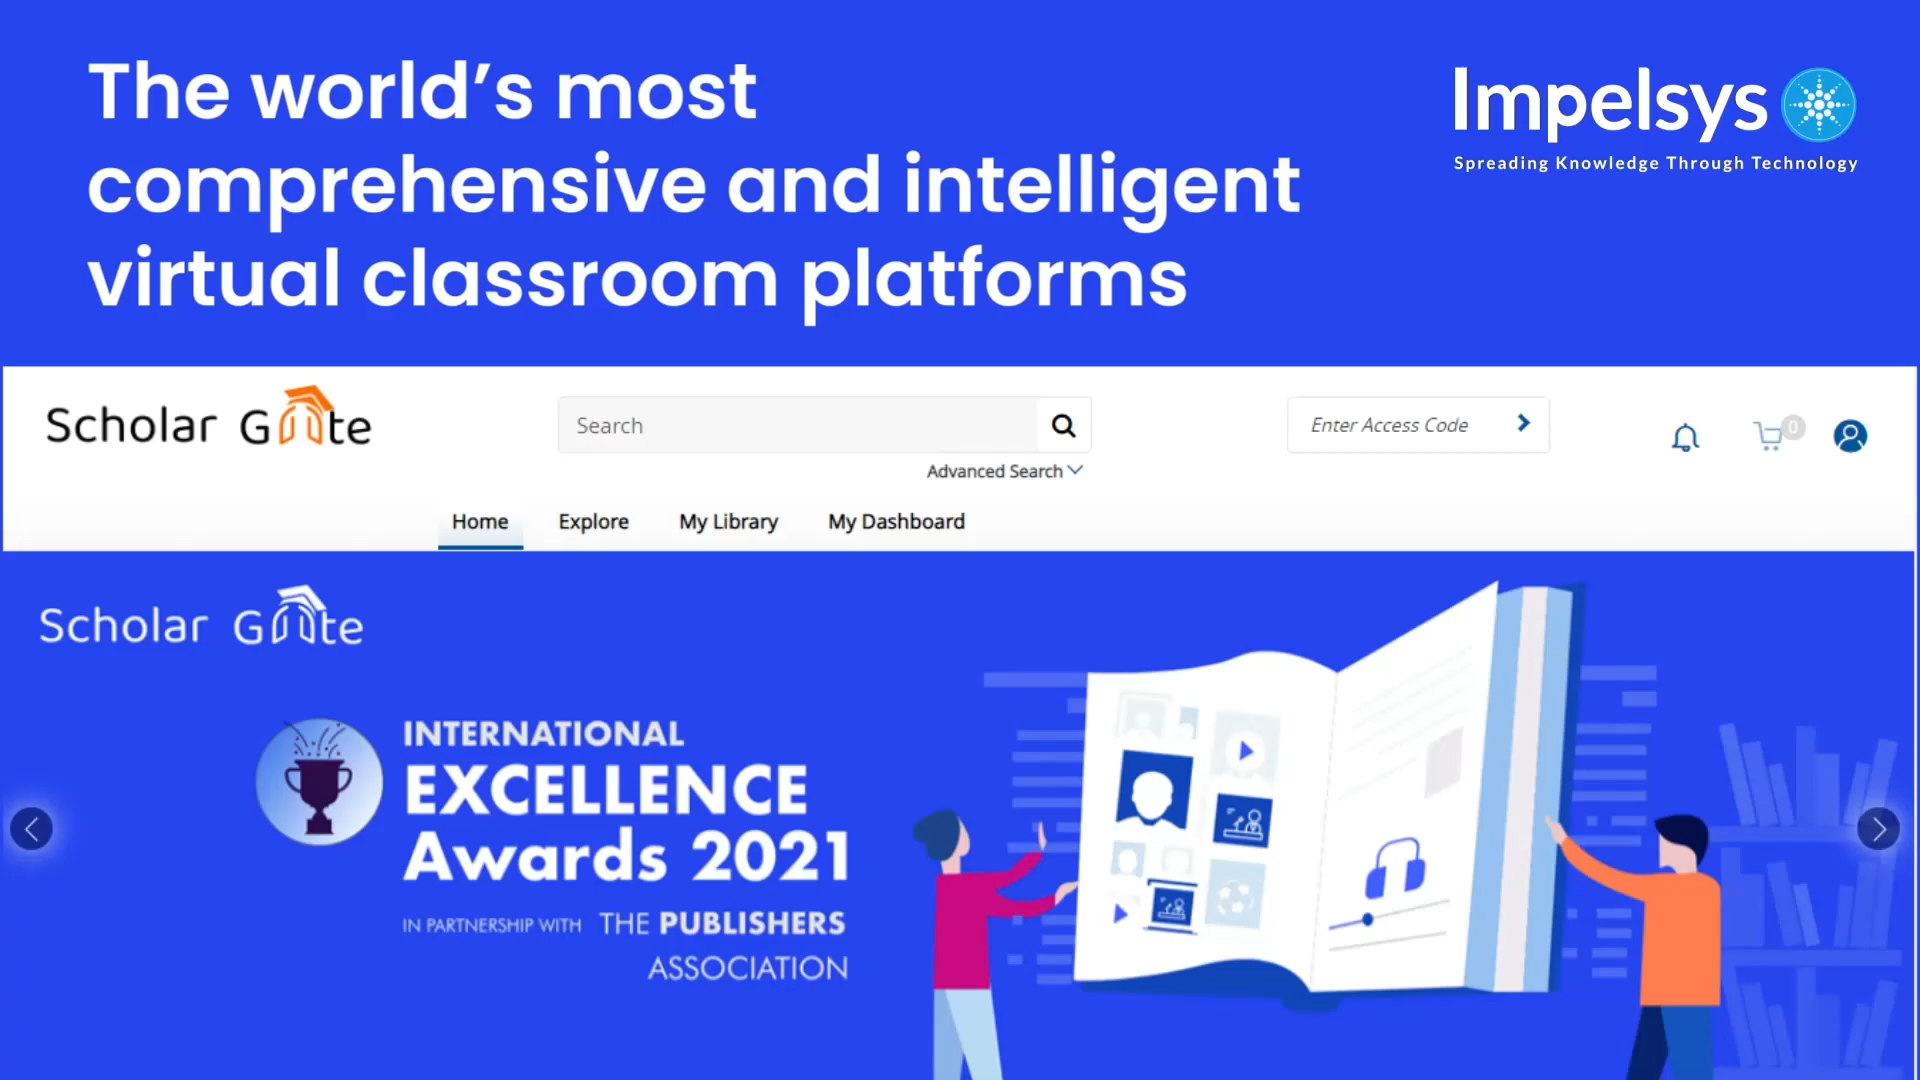 The world’s most
comprehensive and intelligent
virtual classroom platforms
Impelsys
Spreading Knowledge Through Technology
Scholar Gate
Search
Enter Access Code
0
Advanced Search
Home Explore My Library My Dashboard
Scholar Gate
INTERNATIONAL
EXCELLENCE
Awards 2021
IN PARTNERSHIP WITH THE PUBLISHERS
ASSOCIATION